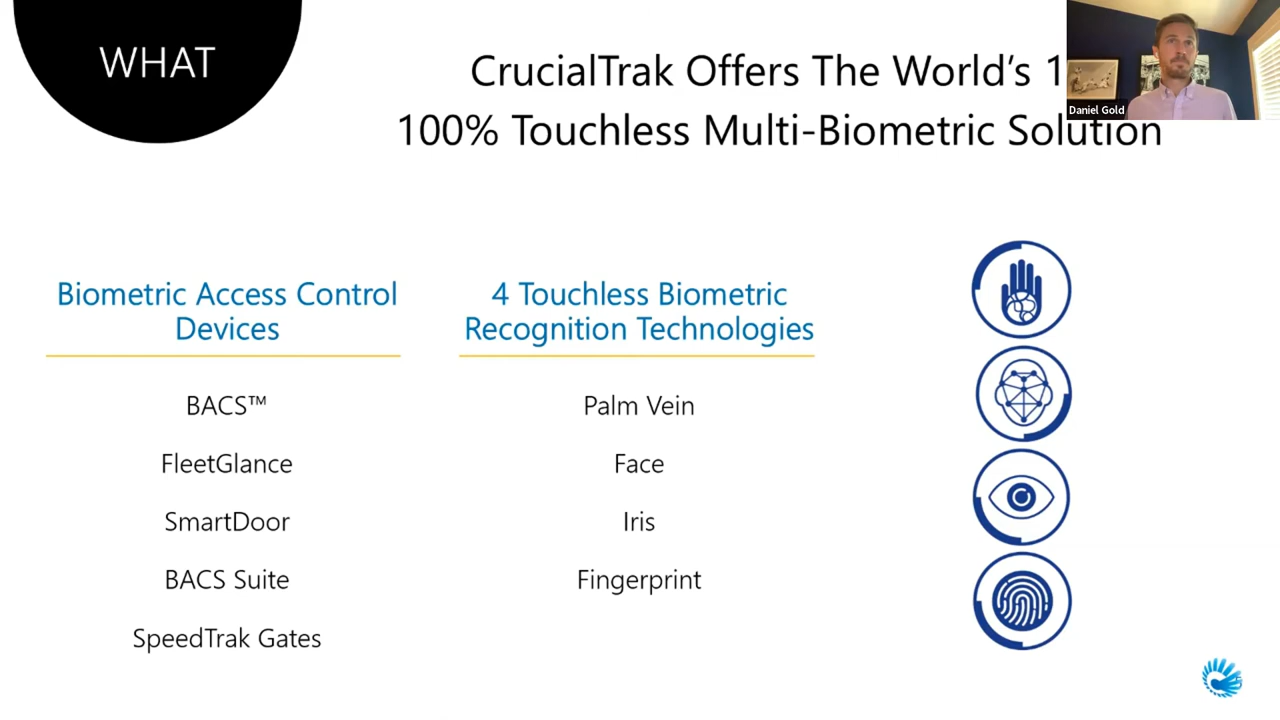 WHAT
CrucialTrak Offers The World's 1
100% Touchless Multi-Biometric Solution
Daniel Gold
Biometric Access Control
Devices
BACS™
FleetGlance
SmartDoor
BACS Suite
SpeedTrak Gates
4 Touchless Biometric
Recognition Technologies
Palm Vein
Face
Iris
Fingerprint